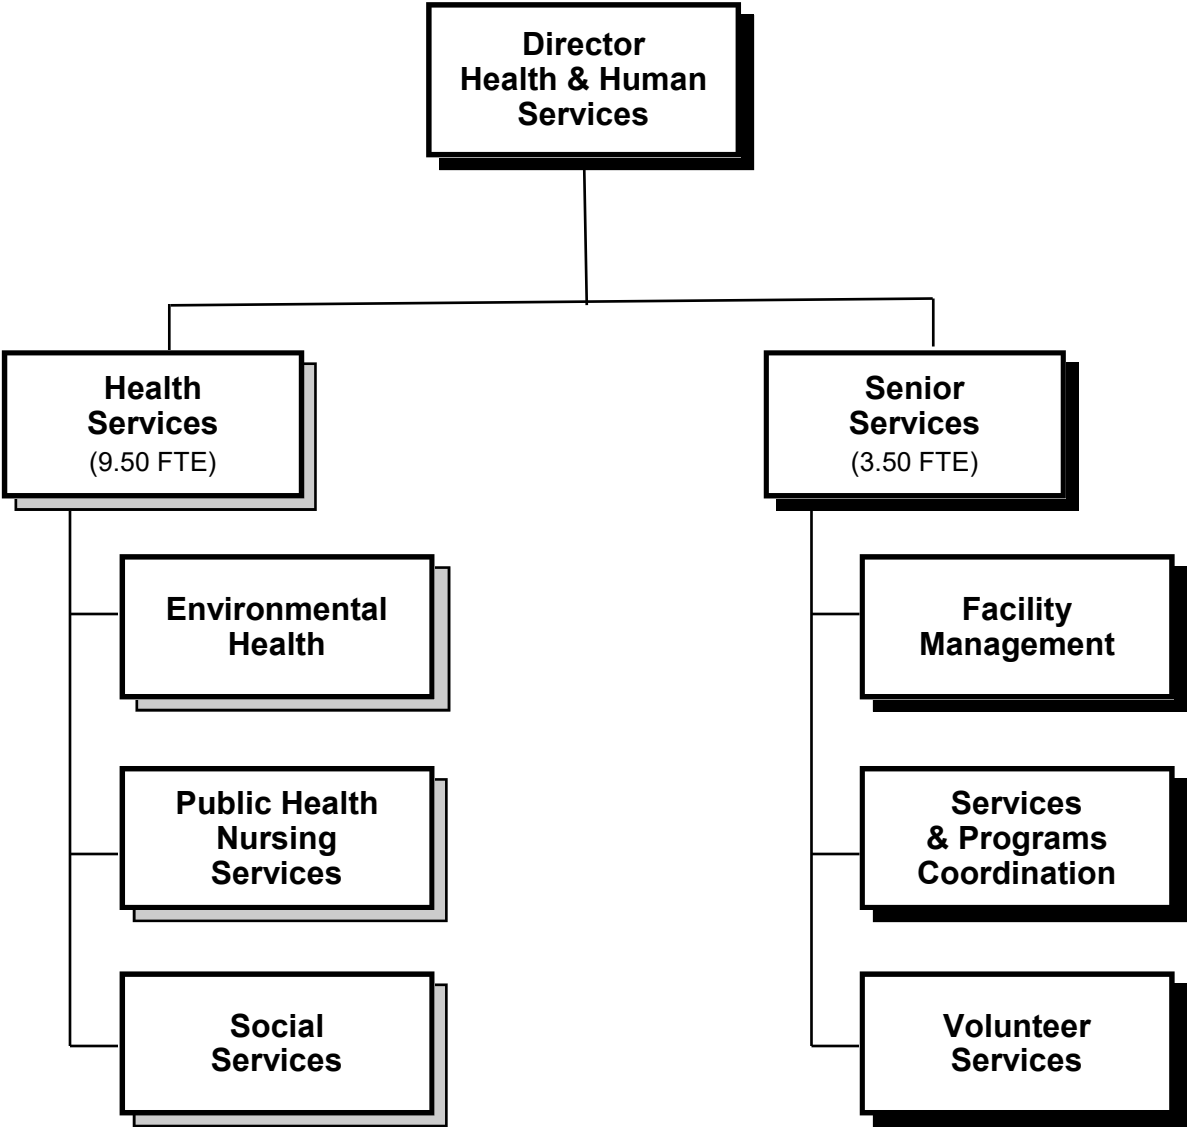 Director
Health & Human
Services
Health
Services
(9.50 FTE)
Senior
Services
(3.50 FTE)
Environmental
Health
Facility
Management
Public Health
Nursing
Services
Services
& Programs
Coordination
Social
Services
Volunteer
Services